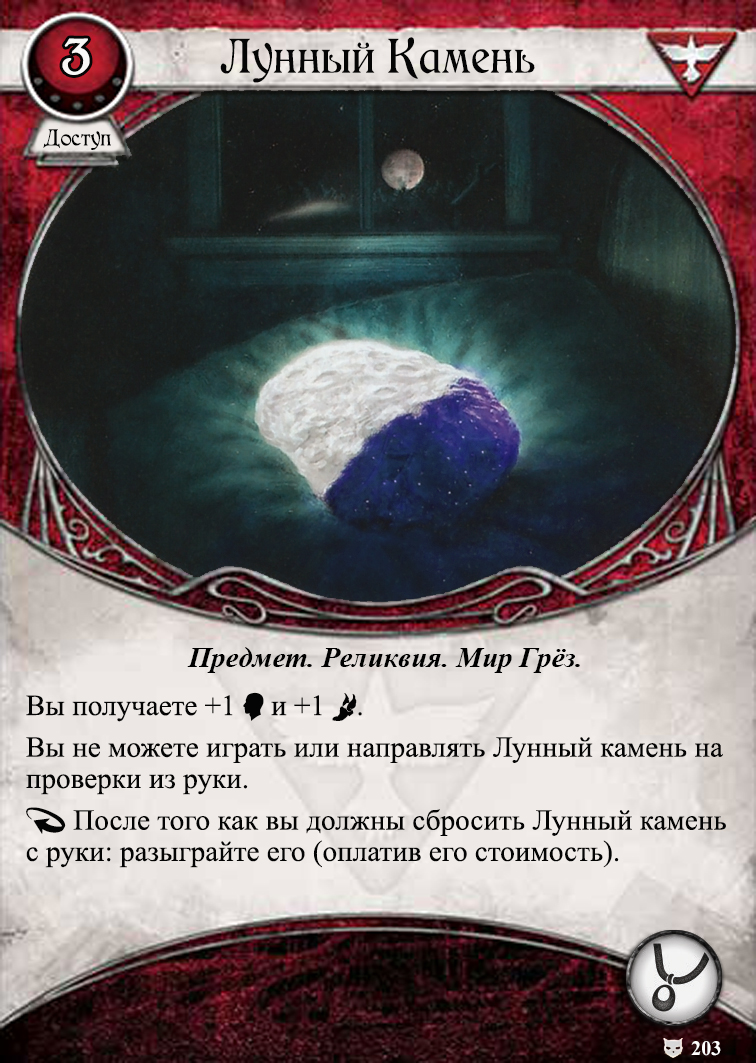 3
Лунный Камень
Доступ
Предмет. Реликвия. Мир Грёз.
Вы получаете +1 и +1 .
Вы не можете играть или направлять Лунный камень на
проверки из руки.
После того как вы должны сбросить Лунный камень
с руки: разыграйте его (оплатив его стоимость).
203